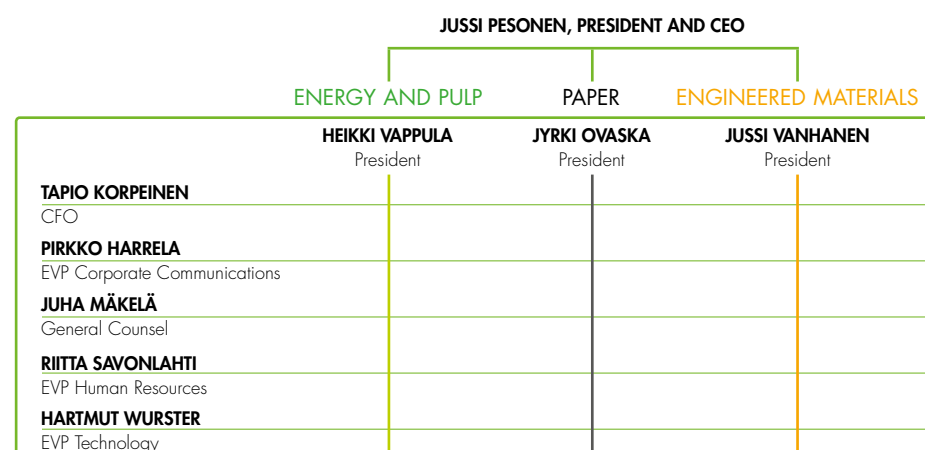 JUSSI PESONEN, PRESIDENT AND CEO
ENERGY AND PULP
PAPER
ENGINEERED MATERIALS
HEIKKI VAPPULA
President
JYRKI OVASKA
President
JUSSI VANHANEN
President
TAPIO KORPEINEN
CFO
PIRKKO HARRELA
EVP Corporate Communications
JUHA MÄKELÄ
General Counsel
RIITTA SAVONLAHTI
EVP Human Resources
HARTMUT WURSTER
EVP Technology